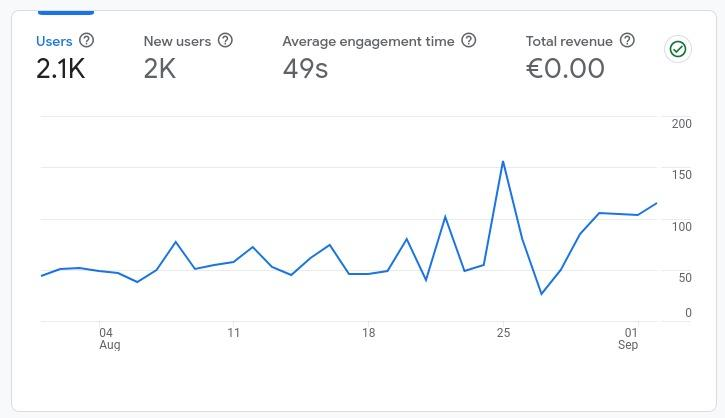 Users New users Average engagement time Total revenue
2.1K 2K 49s €0.00
200
150
100
50
0
04 11 18 25 01
Aug Sep